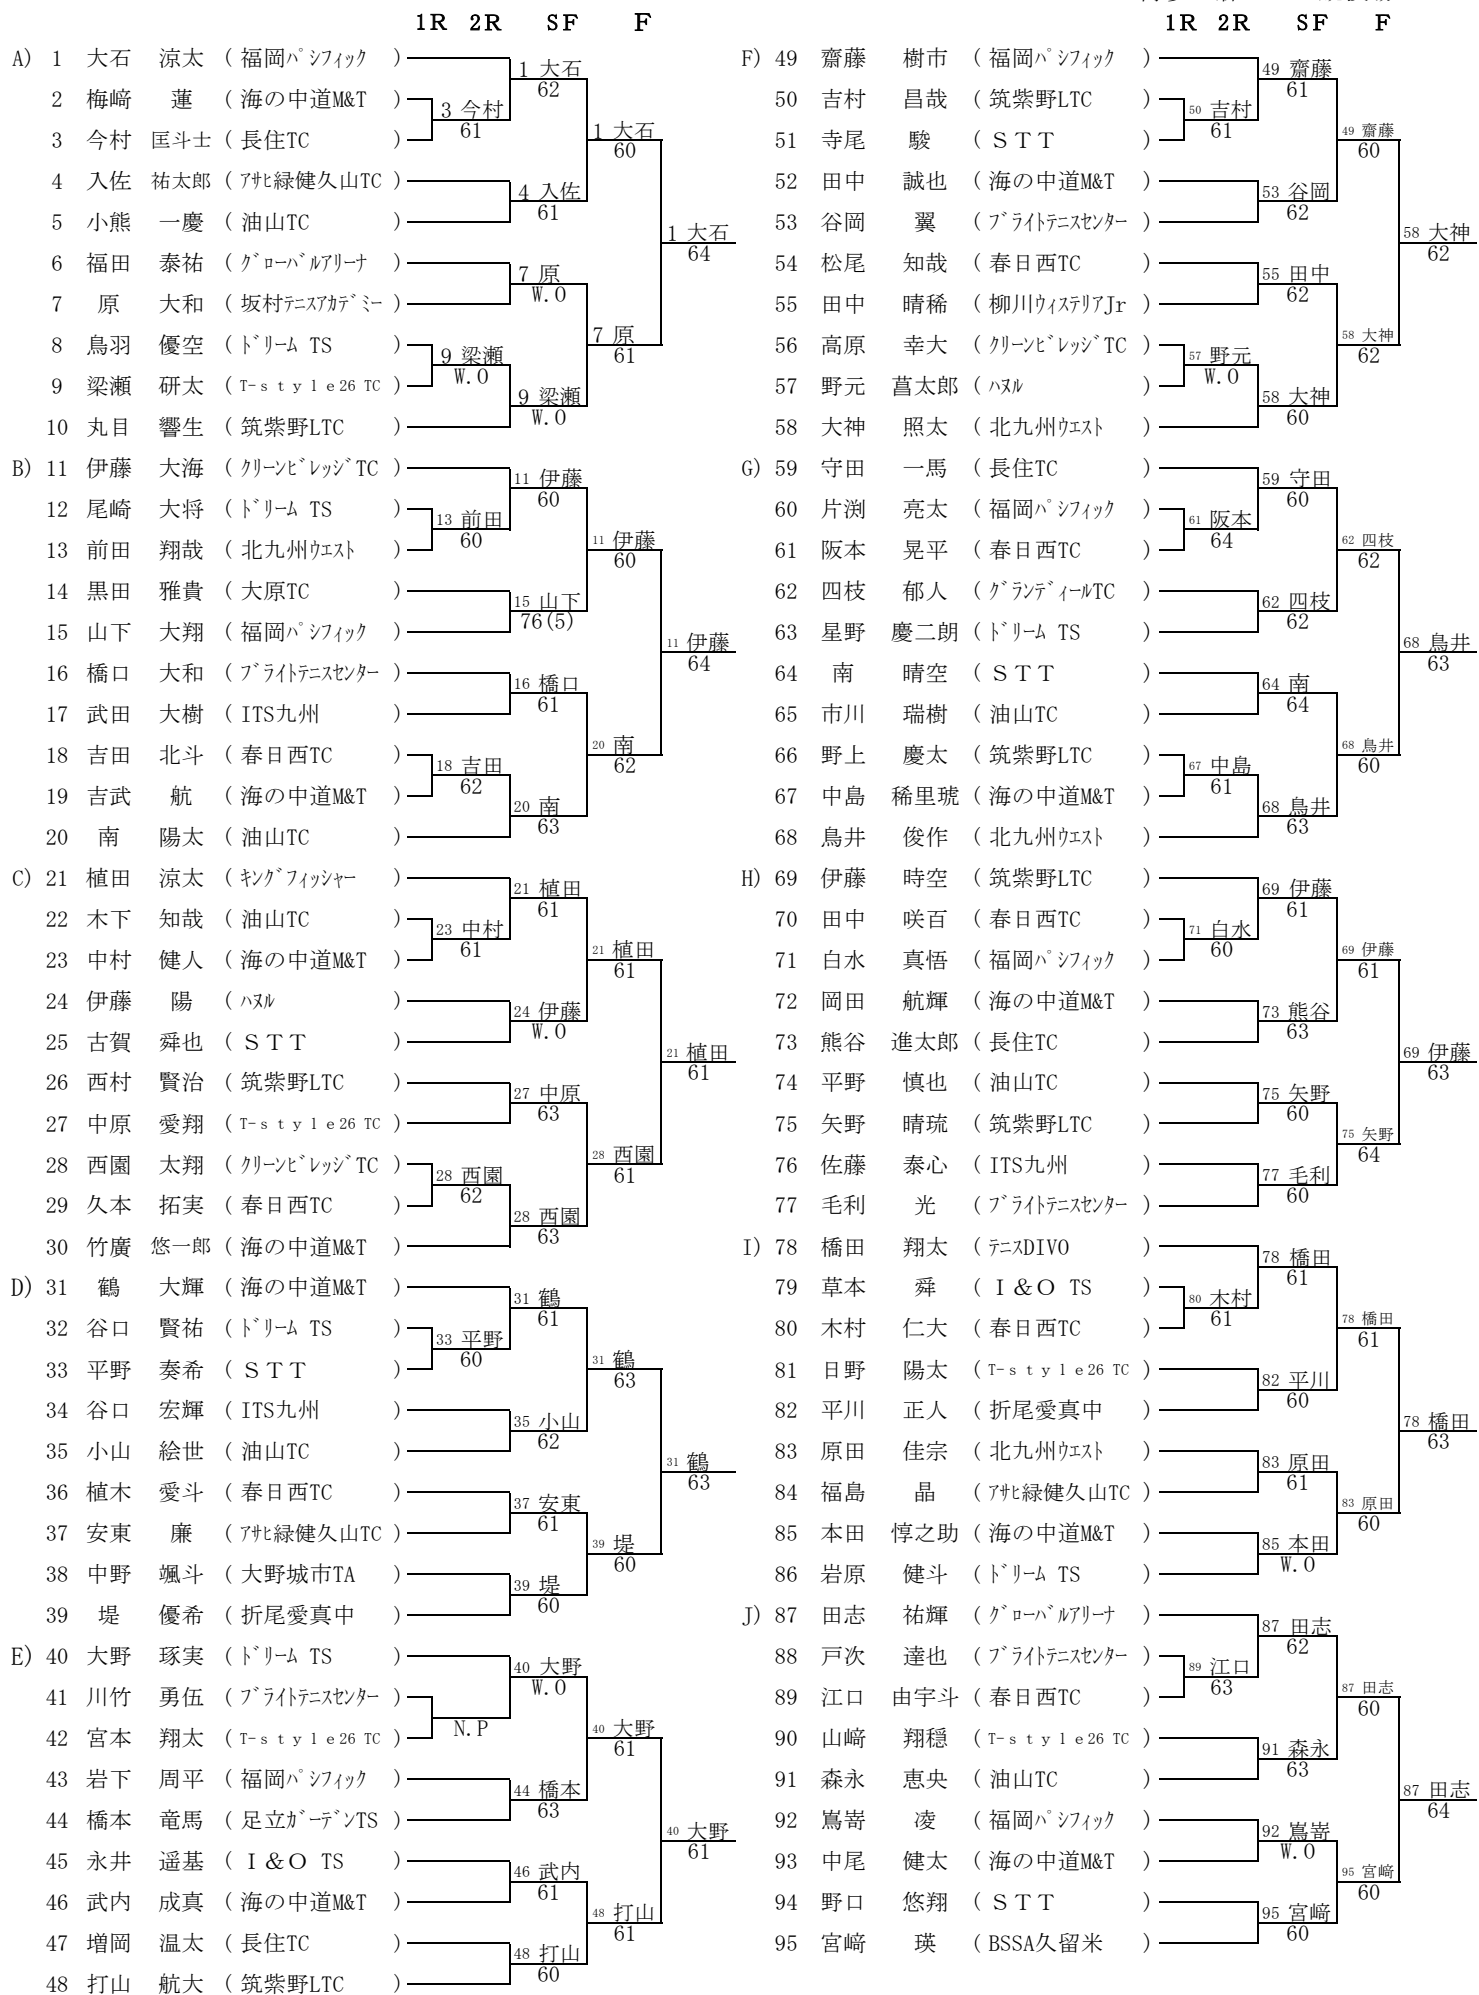 1R 2R SF F
A) 1 大石 涼太 ( 福岡パシフィック )
1 大石
62
2 梅﨑 蓮 ( 海の中道M&T )
3 今村
61
3 今村 匡斗士 ( 長住TC )
1 大石
60
4 入佐 祐太郎 ( アサヒ緑健久山TC )
4 入佐
61
5 小熊 一慶 ( 油山TC )
1 大石
64
6 福田 泰祐 ( グローバルアリーナ )
7 原
W.O
7 原 大和 ( 坂村テニスアカデミー )
7 原
61
8 鳥羽 優空 ( ドリーム TS )
9 梁瀬
W.O
9 梁瀬 研太 ( T-style26 TC )
9 梁瀬
W.O
10 丸目 響生 ( 筑紫野LTC )
B) 11 伊藤 大海 ( クリーンビレッジTC )
11 伊藤
60
12 尾崎 大将 ( ドリーム TS )
13 前田
60
13 前田 翔哉 ( 北九州ウエスト )
11 伊藤
60
14 黒田 雅貴 ( 大原TC )
15 山下
76(5)
15 山下 大翔 ( 福岡パシフィック )
11 伊藤
64
16 橋口 大和 ( ブライトテニスセンター )
16 橋口
61
17 武田 大樹 ( ITS九州 )
20 南
62
18 吉田 北斗 ( 春日西TC )
18 吉田
62
19 吉武 航 ( 海の中道M&T )
20 南
63
20 南 陽太 ( 油山TC )
C) 21 植田 涼太 ( キングフィッシャー )
21 植田
61
22 木下 知哉 ( 油山TC )
23 中村
61
23 中村 健人 ( 海の中道M&T )
21 植田
61
24 伊藤 陽 ( ハヌル )
24 伊藤
W.O
25 古賀 舜也 ( STT )
21 植田
61
26 西村 賢治 ( 筑紫野LTC )
27 中原
63
27 中原 愛翔 ( T-style26 TC )
28 西園
61
28 西園 太翔 ( クリーンビレッジTC )
28 西園
62
29 久本 拓実 ( 春日西TC )
28 西園
63
30 竹廣 悠一郎 ( 海の中道M&T )
D) 31 鶴 大輝 ( 海の中道M&T )
31 鶴
61
32 谷口 賢祐 ( ドリーム TS )
33 平野
60
33 平野 奏希 ( STT )
31 鶴
63
34 谷口 宏輝 ( ITS九州 )
35 小山
62
35 小山 絵世 ( 油山TC )
31 鶴
63
36 植木 愛斗 ( 春日西TC )
37 安東
61
37 安東 廉 ( アサヒ緑健久山TC )
39 堤
60
38 中野 颯斗 ( 大野城市TA )
39 堤
60
39 堤 優希 ( 折尾愛真中 )
E) 40 大野 琢実 ( ドリーム TS )
40 大野
W.O
41 川竹 勇伍 ( ブライトテニスセンター )
N.P
42 宮本 翔太 ( T-style26 TC )
40 大野
61
43 岩下 周平 ( 福岡パシフィック )
44 橋本
63
44 橋本 竜馬 ( 足立ガーデンTS )
40 大野
61
45 永井 遥基 ( I&O TS )
46 武内
61
46 武内 成真 ( 海の中道M&T )
48 打山
61
47 増岡 温太 ( 長住TC )
48 打山
60
48 打山 航大 ( 筑紫野LTC )
1R 2R SF F
F) 49 齋藤 樹市 ( 福岡パシフィック )
49 齋藤
61
50 吉村 昌哉 ( 筑紫野LTC )
50 吉村
61
51 寺尾 駿 ( STT )
49 齋藤
60
52 田中 誠也 ( 海の中道M&T )
53 谷岡
62
53 谷岡 翼 ( ブライトテニスセンター )
58 大神
62
54 松尾 知哉 ( 春日西TC )
55 田中
62
55 田中 晴稀 ( 柳川ウィステリアJr )
58 大神
62
56 高原 幸大 ( クリーンビレッジTC )
57 野元
W.O
57 野元 菖太郎 ( ハヌル )
58 大神
60
58 大神 照太 ( 北九州ウエスト )
G) 59 守田 一馬 ( 長住TC )
59 守田
60
60 片渕 亮太 ( 福岡パシフィック )
61 阪本
64
61 阪本 晃平 ( 春日西TC )
62 四枝
62
62 四枝 郁人 ( グランディールTC )
62 四枝
62
63 星野 慶二朗 ( ドリーム TS )
68 鳥井
63
64 南 晴空 ( STT )
64 南
64
65 市川 瑞樹 ( 油山TC )
68 鳥井
60
66 野上 慶太 ( 筑紫野LTC )
67 中島
61
67 中島 稀里琥 ( 海の中道M&T )
68 鳥井
63
68 鳥井 俊作 ( 北九州ウエスト )
H) 69 伊藤 時空 ( 筑紫野LTC )
69 伊藤
61
70 田中 咲百 ( 春日西TC )
71 白水
60
71 白水 真悟 ( 福岡パシフィック )
69 伊藤
61
72 岡田 航輝 ( 海の中道M&T )
73 熊谷
63
73 熊谷 進太郎 ( 長住TC )
69 伊藤
63
74 平野 慎也 ( 油山TC )
75 矢野
60
75 矢野 晴琉 ( 筑紫野LTC )
75 矢野
64
76 佐藤 泰心 ( ITS九州 )
77 毛利
60
77 毛利 光 ( ブライトテニスセンター )
I) 78 橋田 翔太 ( テニスDIVO )
78 橋田
61
79 草本 舜 ( I&O TS )
80 木村
61
80 木村 仁大 ( 春日西TC )
78 橋田
61
81 日野 陽太 ( T-style26 TC )
82 平川
60
82 平川 正人 ( 折尾愛真中 )
78 橋田
63
83 原田 佳宗 ( 北九州ウエスト )
83 原田
61
84 福島 晶 ( アサヒ緑健久山TC )
83 原田
60
85 本田 惇之助 ( 海の中道M&T )
85 本田
W.O
86 岩原 健斗 ( ドリーム TS )
J) 87 田志 祐輝 ( グローバルアリーナ )
87 田志
62
88 戸次 達也 ( ブライトテニスセンター )
89 江口
63
89 江口 由宇斗 ( 春日西TC )
87 田志
60
90 山﨑 翔穏 ( T-style26 TC )
91 森永
63
91 森永 恵央 ( 油山TC )
87 田志
64
92 嶌嵜 凌 ( 福岡パシフィック )
92 嶌嵜
W.O
93 中尾 健太 ( 海の中道M&T )
95 宮﨑
60
94 野口 悠翔 ( STT )
95 宮﨑
60
95 宮﨑 瑛 ( BSSA久留米 )